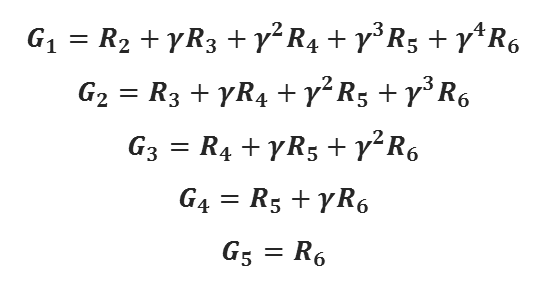 G₁ = R₂ + γR₃ + γ²R₄ + γ³R₅ + γ⁴R₆
G₂ = R₃ + γR₄ + γ²R₅ + γ³R₆
G₃ = R₄ + γR₅ + γ²R₆
G₄ = R₅ + γR₆
G₅ = R₆